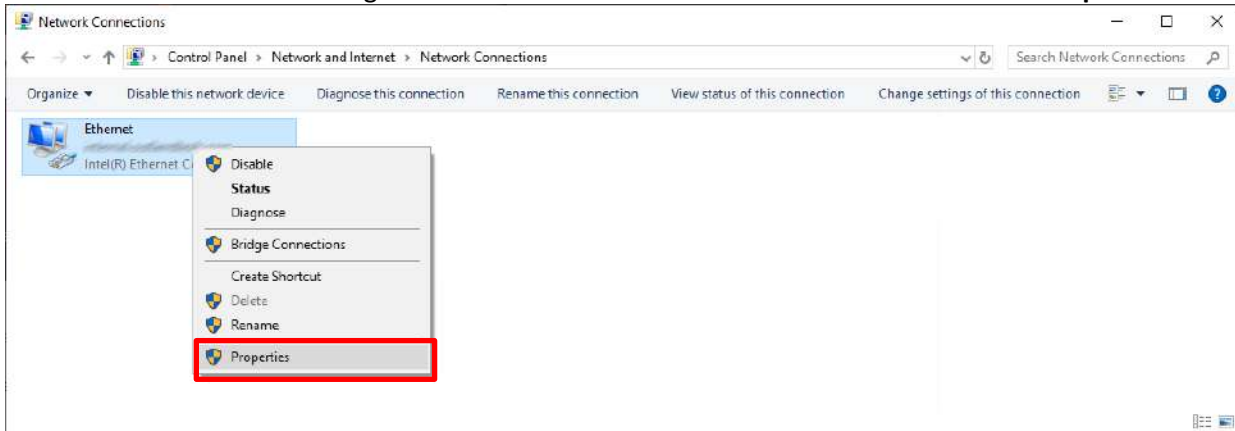 Network Connections
Control Panel > Network and Internet > Network Connections
Search Network Connections
Organize Disable this network device Diagnose this connection Rename this connection View status of this connection Change settings of this connection
Ethernet
Intel(R) Ethernet
Disable
Status
Diagnose
Bridge Connections
Create Shortcut
Delete
Rename
Properties